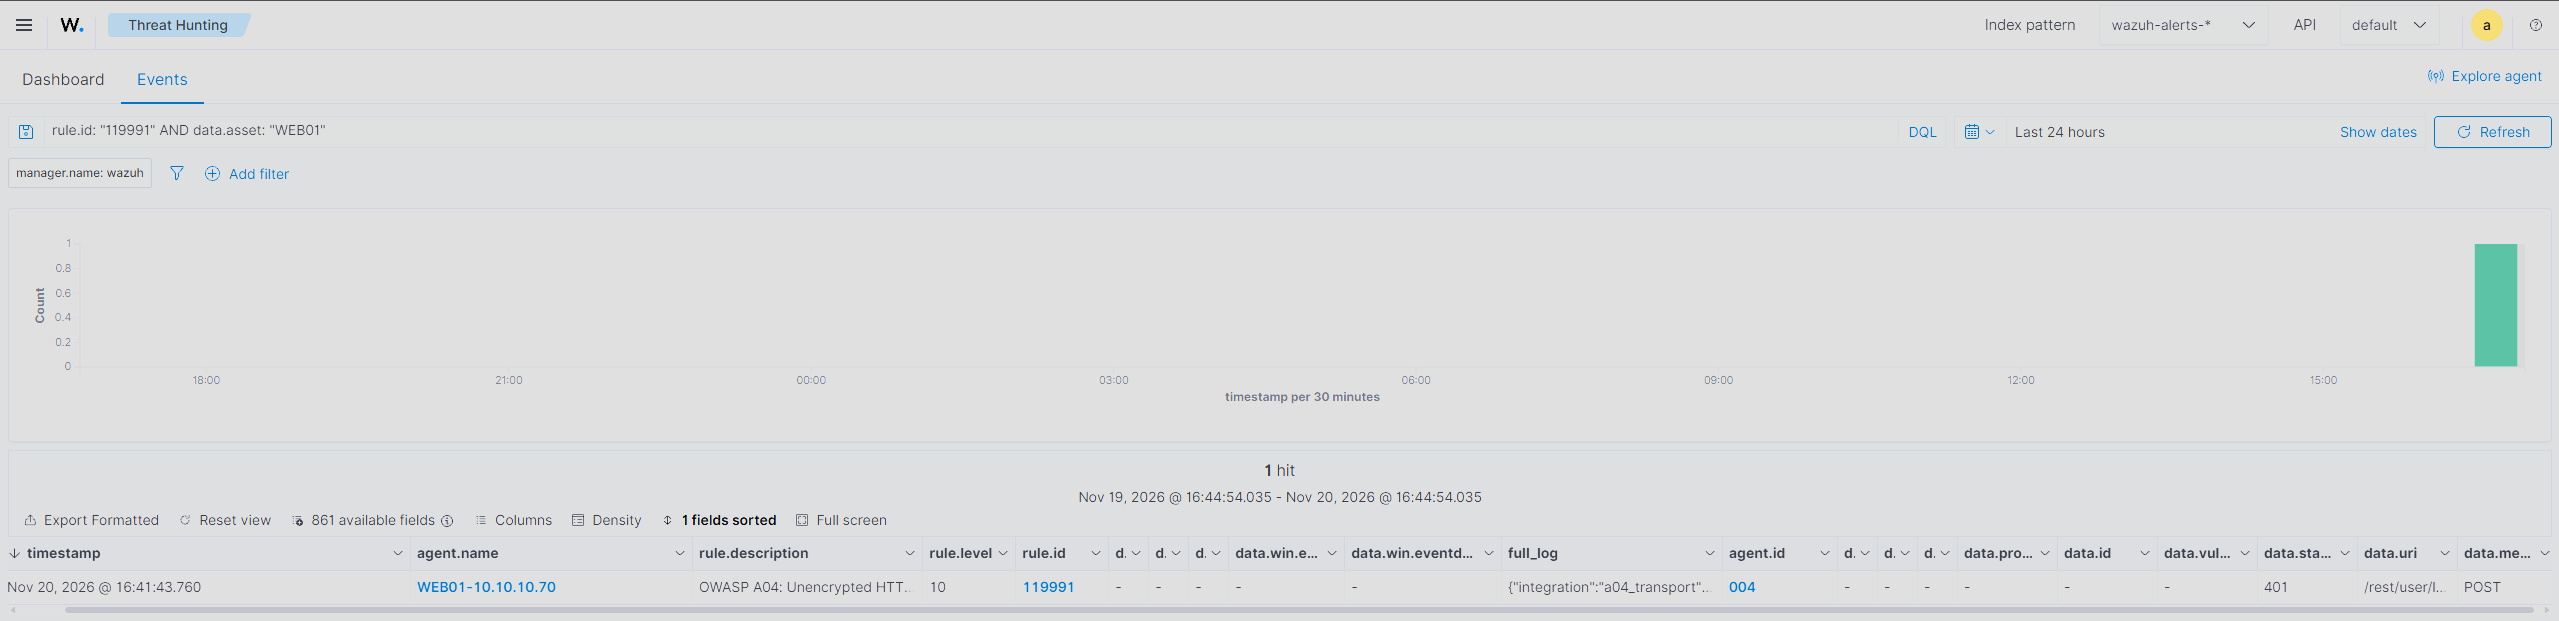 W. Threat Hunting Index pattern wazuh-alerts-* API default a
Dashboard Events Explore agent
rule.id: "119991" AND data.asset: "WEB01" DQL Last 24 hours Show dates Refresh
manager.name: wazuh Add filter
1
0.8
0.6
0.4
0.2
0
Count
18:00 21:00 00:00 03:00 06:00 09:00 12:00 15:00
timestamp per 30 minutes
1 hit
Nov 19, 2026 @ 16:44:54.035 - Nov 20, 2026 @ 16:44:54.035
Export Formatted Reset view 861 available fields Columns Density 1 fields sorted Full screen
timestamp agent.name rule.description rule.level rule.id d. d. d. data.win.e... data.win.eventd... full_log agent.id d. d. d. data.pro... data.id data.vul... data.sta... data.uri data.me...
Nov 20, 2026 @ 16:41:43.760 WEB01-10.10.10.70 OWASP A04: Unencrypted HTT... 10 119991 - - - - - {"integration":"a04_transport"... 004 - - - - - - 401 /rest/user/l... POST